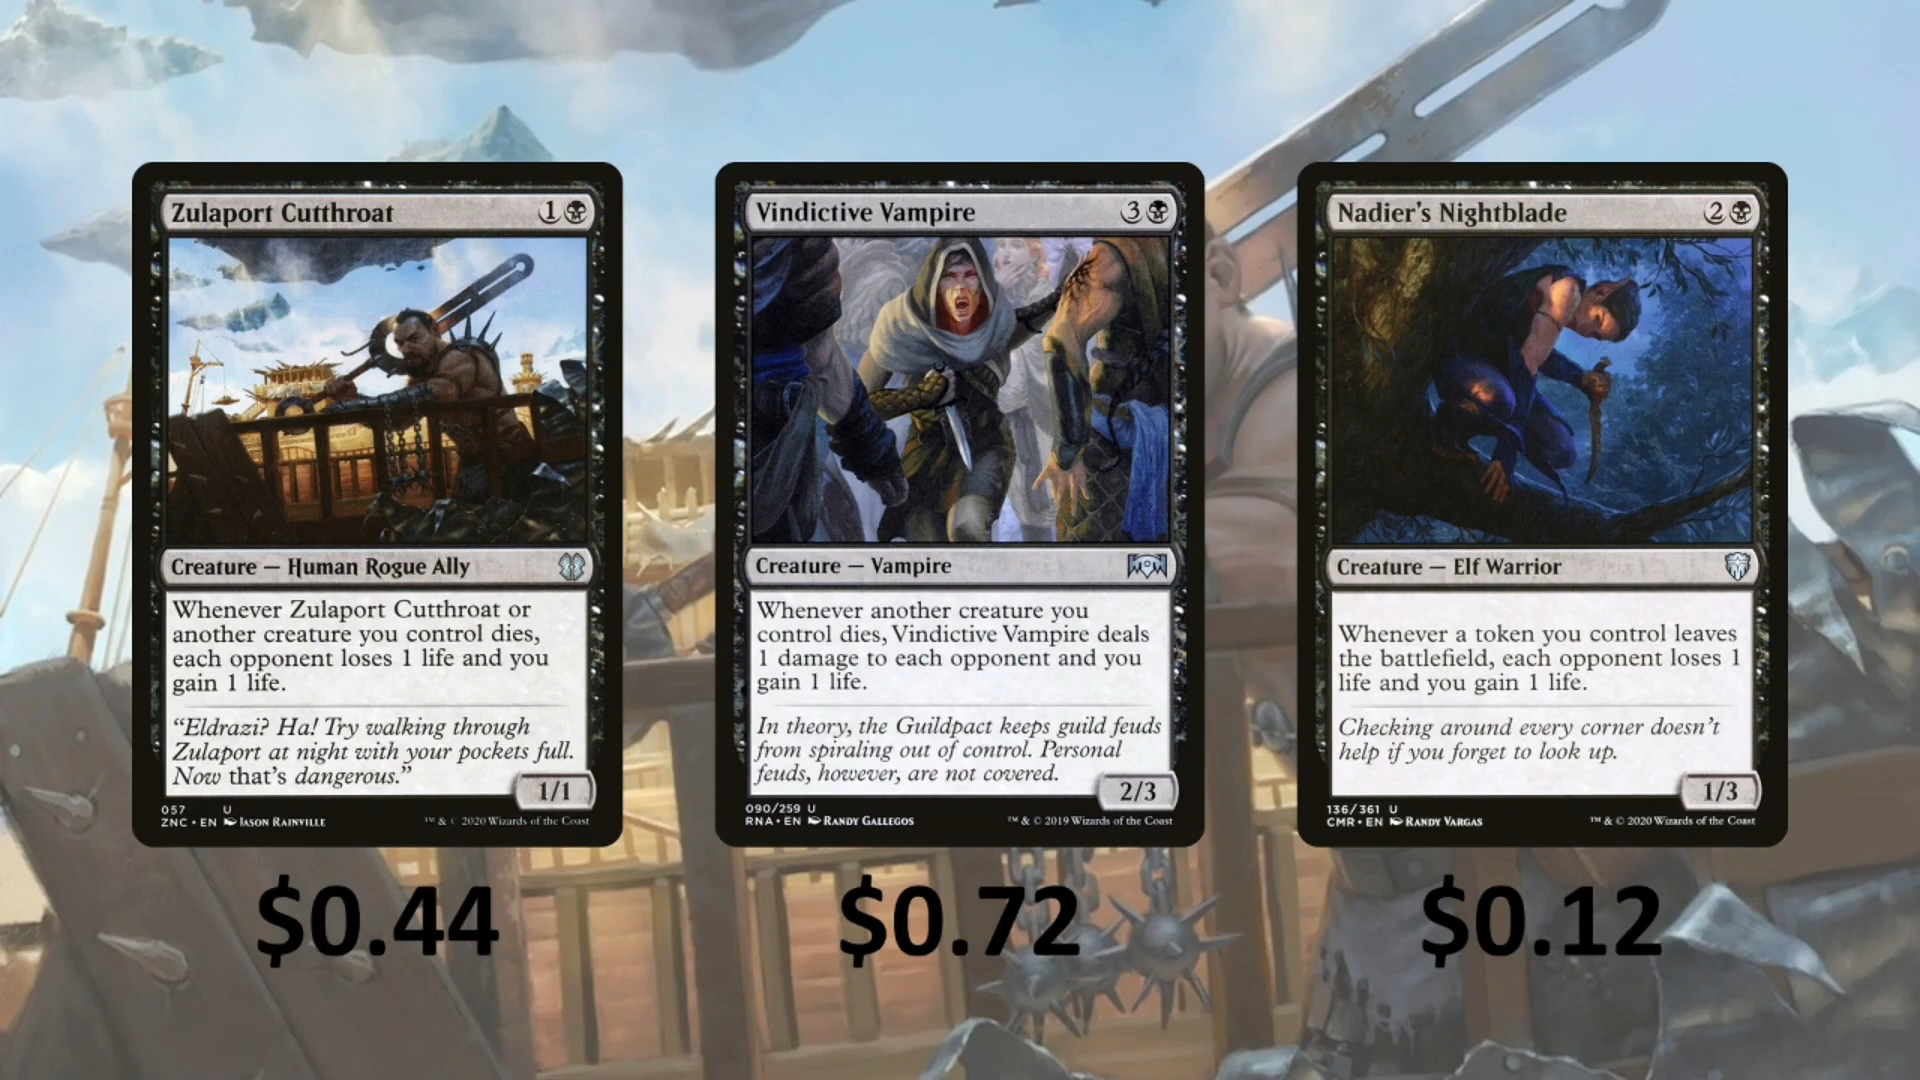 Zulaport Cutthroat 1
Creature — Human Rogue Ally
Whenever Zulaport Cutthroat or
another creature you control dies,
each opponent loses 1 life and you
gain 1 life.
“Eldrazi? Ha! Try walking through
Zulaport at night with your pockets full.
Now that’s dangerous.”
1/1
057 U
ZNC • EN Jason Rainville ™ & © 2020 Wizards of the Coast
$0.44
Vindictive Vampire 3
Creature — Vampire
Whenever another creature you
control dies, Vindictive Vampire deals
1 damage to each opponent and you
gain 1 life.
In theory, the Guildpact keeps guild feuds
from spiraling out of control. Personal
feuds, however, are not covered.
2/3
090/259 U
RNA • EN Randy Gallegos ™ & © 2019 Wizards of the Coast
$0.72
Nadier’s Nightblade 2
Creature — Elf Warrior
Whenever a token you control leaves
the battlefield, each opponent loses 1
life and you gain 1 life.
Checking around every corner doesn’t
help if you forget to look up.
1/3
136/361 U
CMR • EN Randy Vargas ™ & © 2020 Wizards of the Coast
$0.12